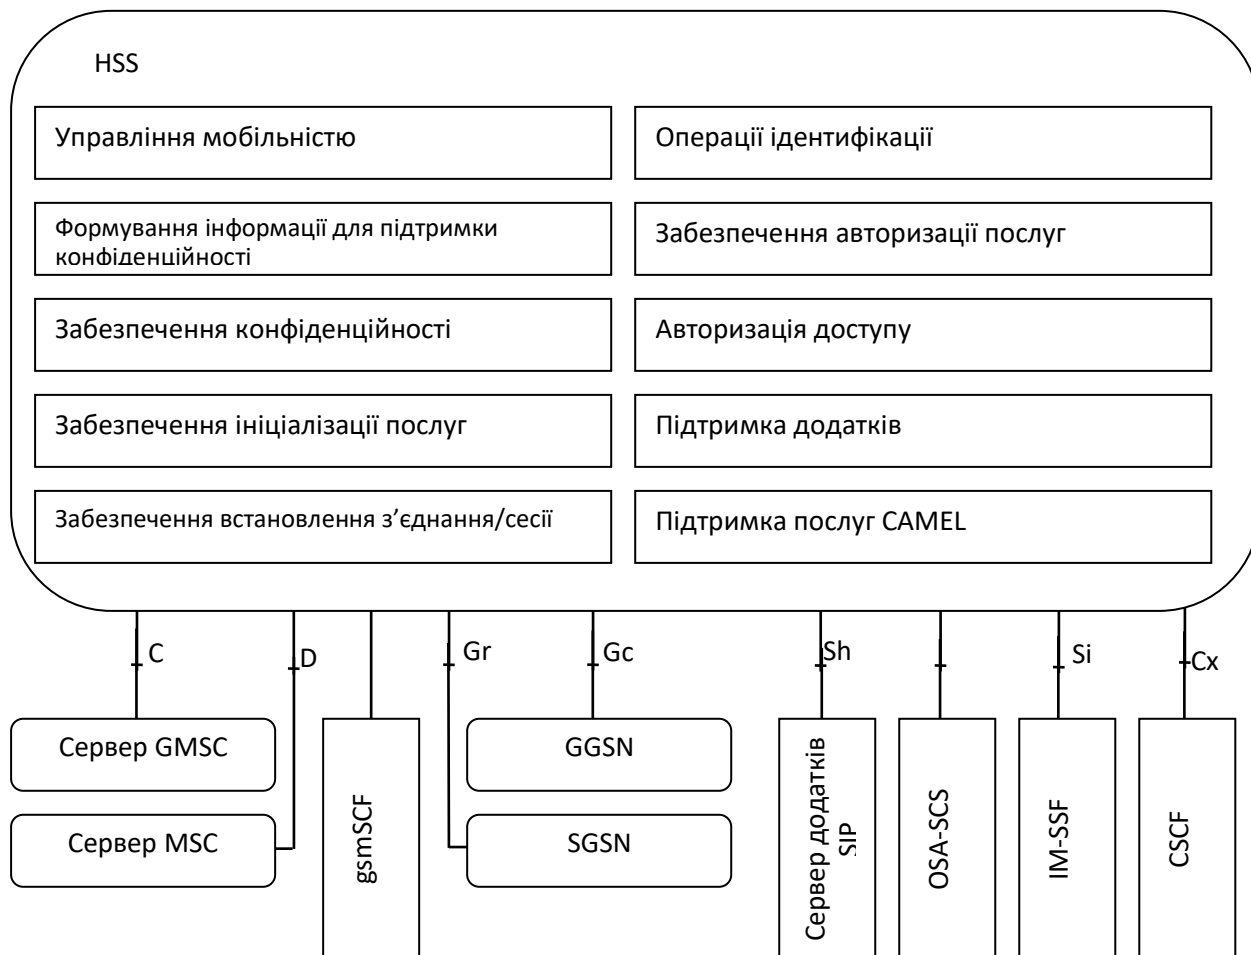 HSS
Управління мобільністю
Операції ідентифікації
Формування інформації для підтримки
конфіденційності
Забезпечення авторизації послуг
Забезпечення конфіденційності
Авторизація доступу
Забезпечення ініціалізації послуг
Підтримка додатків
Забезпечення встановлення з’єднання/сесії
Підтримка послуг CAMEL
C
D
Gr
Gc
Sh
Si
Cx
Сервер GMSC
Сервер MSC
gsmSCF
GGSN
SGSN
Сервер додатків
SIP
OSA-SCS
IM-SSF
CSCF